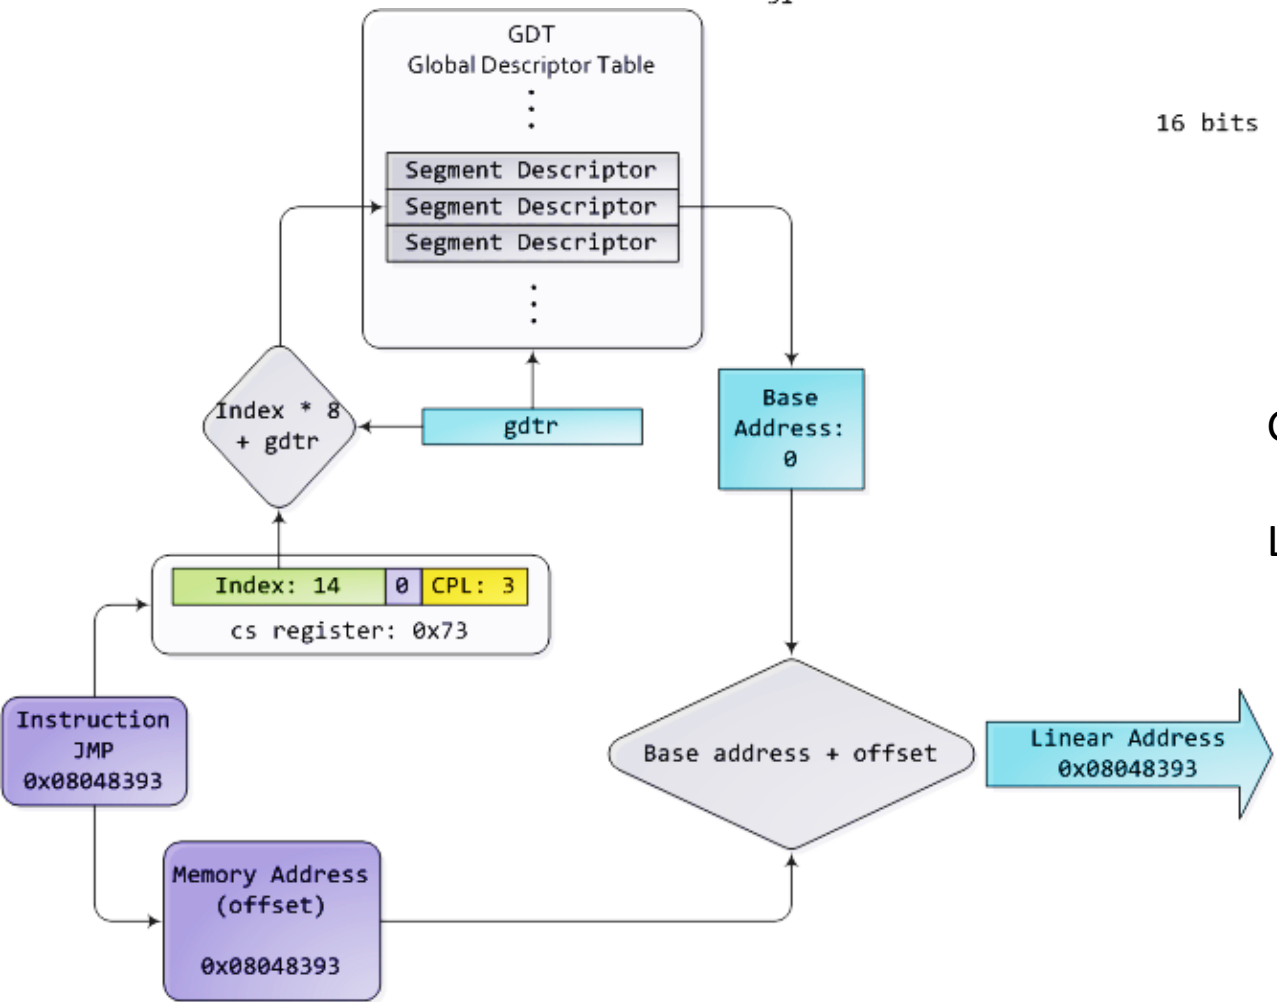 GDT
Global Descriptor Table
Segment Descriptor
Segment Descriptor
Segment Descriptor
16 bits
Index * 8
+ gdtr
gdtr
Base
Address:
0
Index: 14 0 CPL: 3
cs register: 0x73
Instruction
JMP
0x08048393
Memory Address
(offset)
0x08048393
Base address + offset
Linear Address
0x08048393